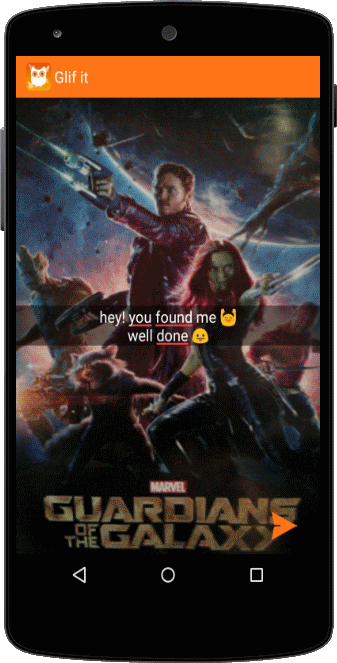 Glif it
hey! you found me 🙌
well done 😛
MARVEL
GUARDIANS
OF THE GALAXY